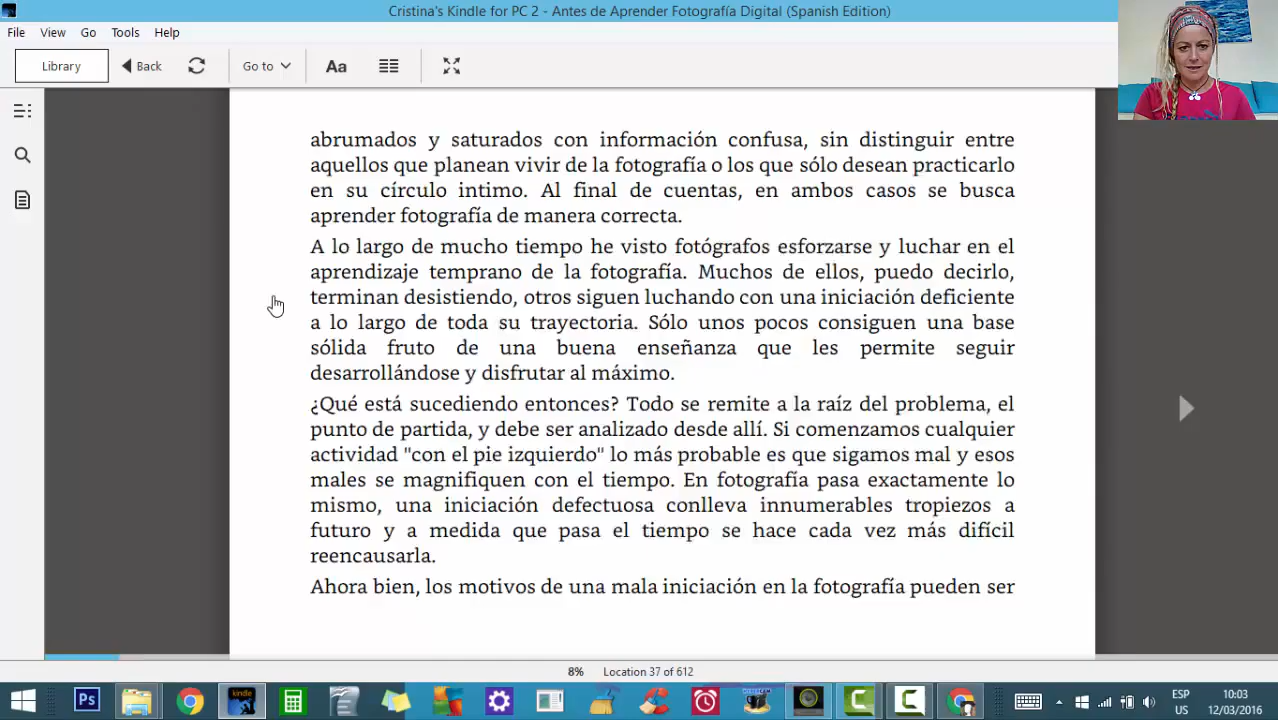 Cristina's Kindle for PC 2 - Antes de Aprender Fotografía Digital (Spanish Edition)
File View Go Tools Help
Library Back Go to Aa
abrumados y saturados con información confusa, sin distinguir entre
aquellos que planean vivir de la fotografía o los que sólo desean practicarlo
en su círculo intimo. Al final de cuentas, en ambos casos se busca
aprender fotografía de manera correcta.
A lo largo de mucho tiempo he visto fotógrafos esforzarse y luchar en el
aprendizaje temprano de la fotografía. Muchos de ellos, puedo decirlo,
terminan desistiendo, otros siguen luchando con una iniciación deficiente
a lo largo de toda su trayectoria. Sólo unos pocos consiguen una base
sólida fruto de una buena enseñanza que les permite seguir
desarrollándose y disfrutar al máximo.
¿Qué está sucediendo entonces? Todo se remite a la raíz del problema, el
punto de partida, y debe ser analizado desde allí. Si comenzamos cualquier
actividad "con el pie izquierdo" lo más probable es que sigamos mal y esos
males se magnifiquen con el tiempo. En fotografía pasa exactamente lo
mismo, una iniciación defectuosa conlleva innumerables tropiezos a
futuro y a medida que pasa el tiempo se hace cada vez más difícil
reencausarla.
Ahora bien, los motivos de una mala iniciación en la fotografía pueden ser
8% Location 37 of 612
Ps kindle ESP 10:03
US 12/03/2016